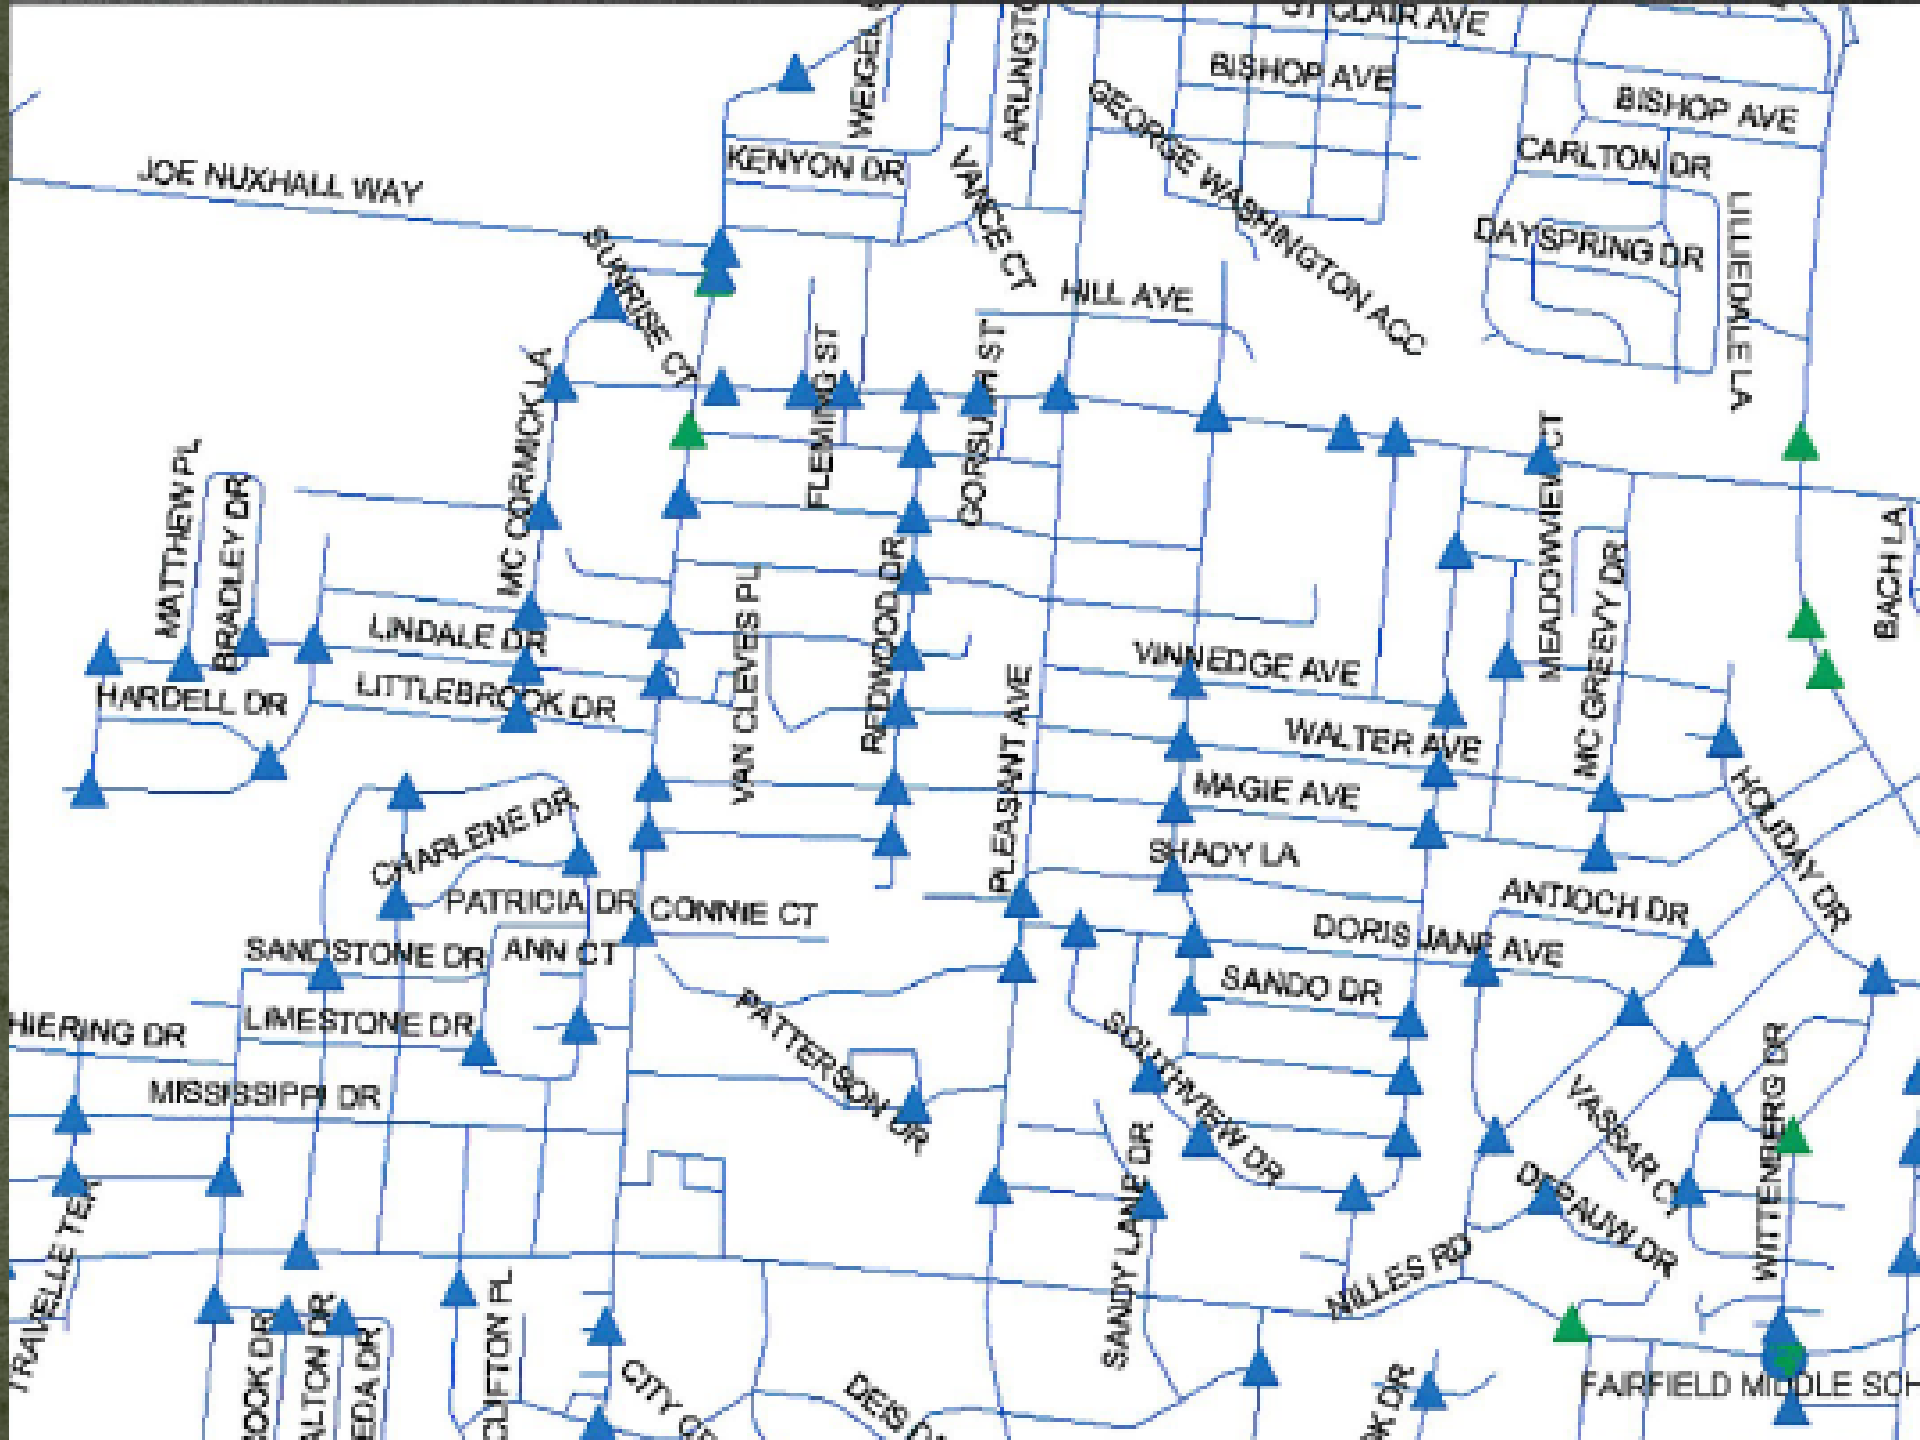 ST CLAIR AVE
BISHOP AVE
BISHOP AVE
KENYON DR
VANCE CT
GEORGE WASHINGTON ACC
CARLTON DR
JOE NUXHALL WAY
SUNRISE CT
DAYSPRING DR
LILLIEDALE LA
HILL AVE
MC CORMICK LA
FLEMING ST
GORSUCH ST
MATTHEW PL
BRADLEY DR
MEADOWVIEW CT
MC GREEVY DR
BACH LA
LINDALE DR
VAN CLEVES PL
REDWOOD DR
VINNEDGE AVE
HARDELL DR
LITTLEBROOK DR
PLEASANT AVE
WALTER AVE
MAGIE AVE
HOLIDAY DR
CHARLENE DR
SHADY LA
PATRICIA DR
CONNIE CT
ANTIOCH DR
SANDSTONE DR
ANN CT
DORIS JANE AVE
SANDO DR
HIERING DR
LIMESTONE DR
PATTERSON DR
SOUTHVIEW DR
MISSISSIPPI DR
VASSAR CT
WITTENBERG DR
DEPAUW DR
SANDY LANE DR
NILLES RD
CLIFTON PL
CITY
DEIS
FAIRFIELD MIDDLE SCH